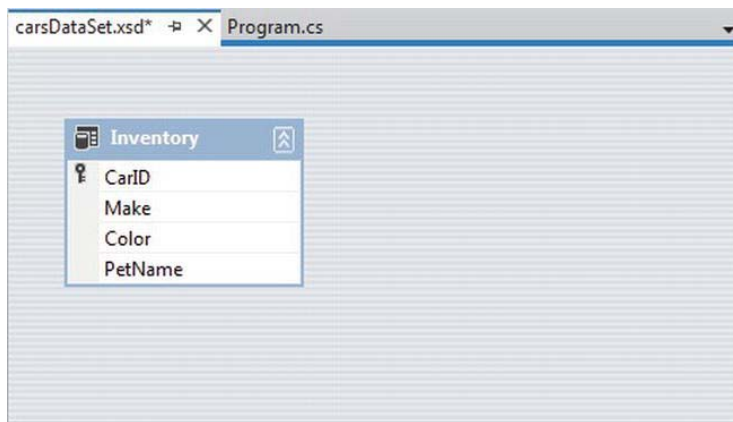 carsDataSet.xsd* Program.cs
Inventory
CarID
Make
Color
PetName